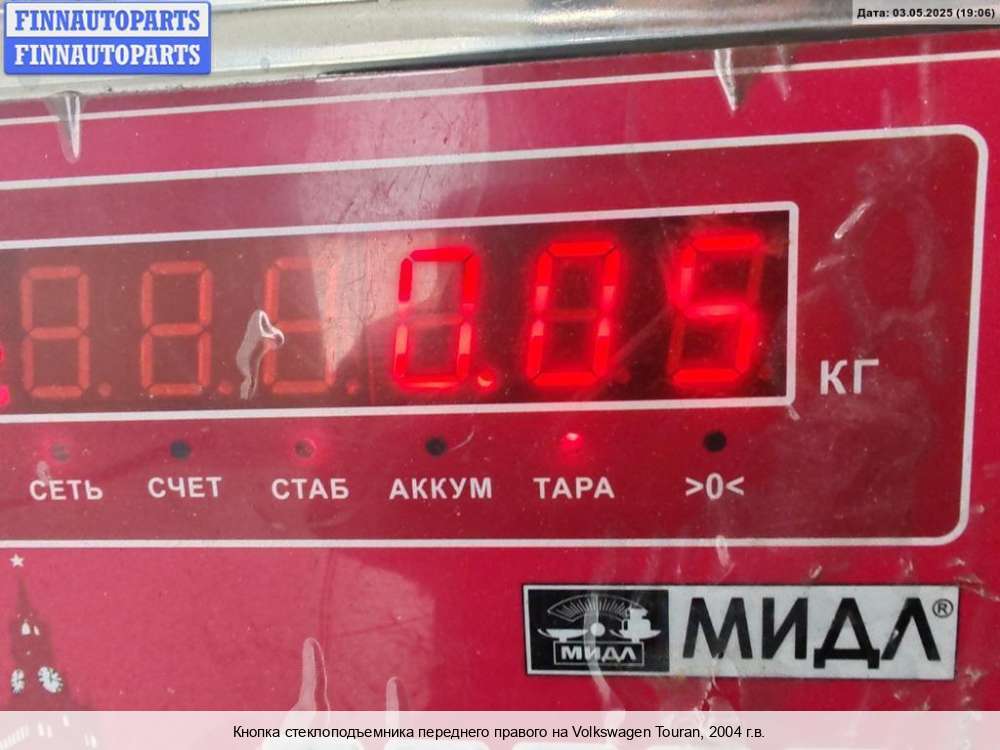 FINNAUTOPARTS
FINNAUTOPARTS
Дата: 03.05.2025 (19:06)
0.05
КГ
СЕТЬ СЧЕТ СТАБ АККУМ ТАРА >0<
МИДЛ МИДЛ®
Кнопка стеклоподъемника переднего правого на Volkswagen Touran, 2004 г.в.